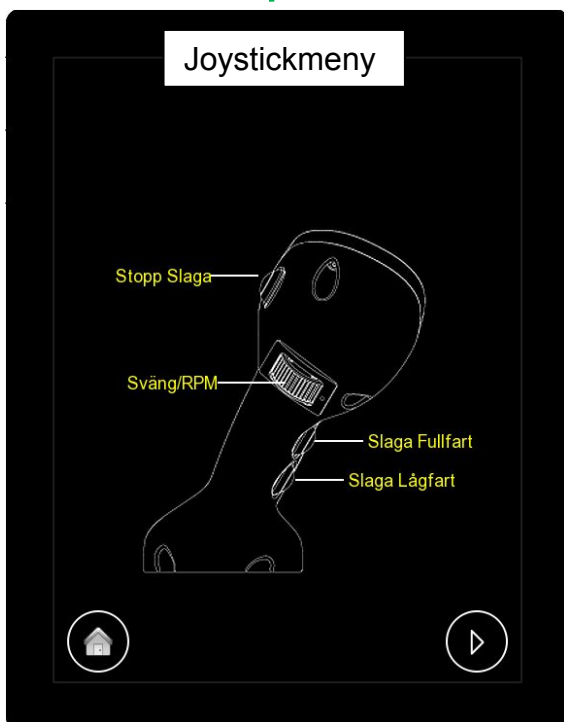 Joystickmeny
Stopp Slaga
Sväng/RPM
Slaga Fullfart
Slaga Lågfart